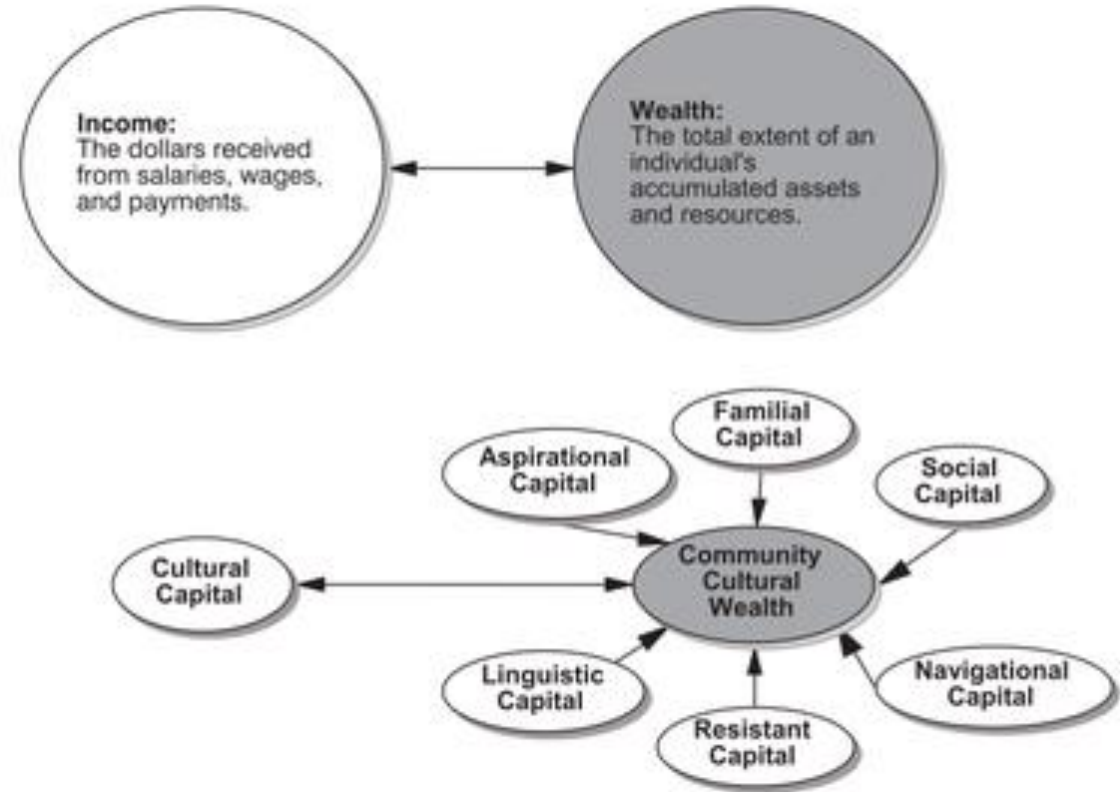 Income:
The dollars received
from salaries, wages,
and payments.
Wealth:
The total extent of an
individual's
accumulated assets
and resources.
Familial
Capital
Aspirational
Capital
Social
Capital
Cultural
Capital
Community
Cultural
Wealth
Linguistic
Capital
Navigational
Capital
Resistant
Capital